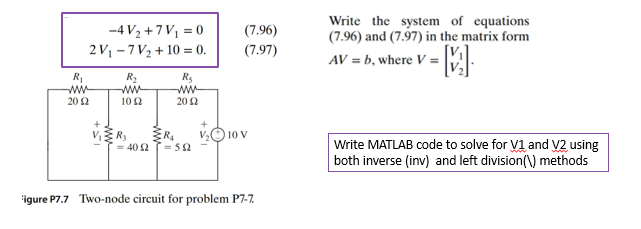 −4 V₂ + 7 V₁ = 0 (7.96)
2 V₁ − 7 V₂ + 10 = 0. (7.97)
R₁ R₂ R₅
20 Ω 10 Ω 20 Ω
+ +
V₁ R₃ R₄ V₂ 10 V
− = 40 Ω = 5 Ω −
Figure P7.7 Two-node circuit for problem P7-7.
Write the system of equations
(7.96) and (7.97) in the matrix form
AV = b, where V = [V₁
V₂].
Write MATLAB code to solve for V1 and V2 using
both inverse (inv) and left division(\) methods